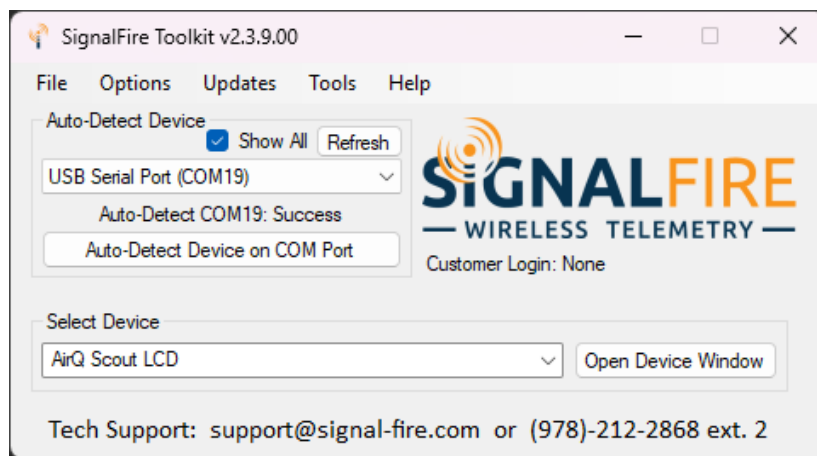 SignalFire Toolkit v2.3.9.00
File Options Updates Tools Help
Auto-Detect Device
Show All Refresh
USB Serial Port (COM19)
Auto-Detect COM19: Success
Auto-Detect Device on COM Port
SIGNALFIRE
WIRELESS TELEMETRY
Customer Login: None
Select Device
AirQ Scout LCD
Open Device Window
Tech Support: support@signal-fire.com or (978)-212-2868 ext. 2